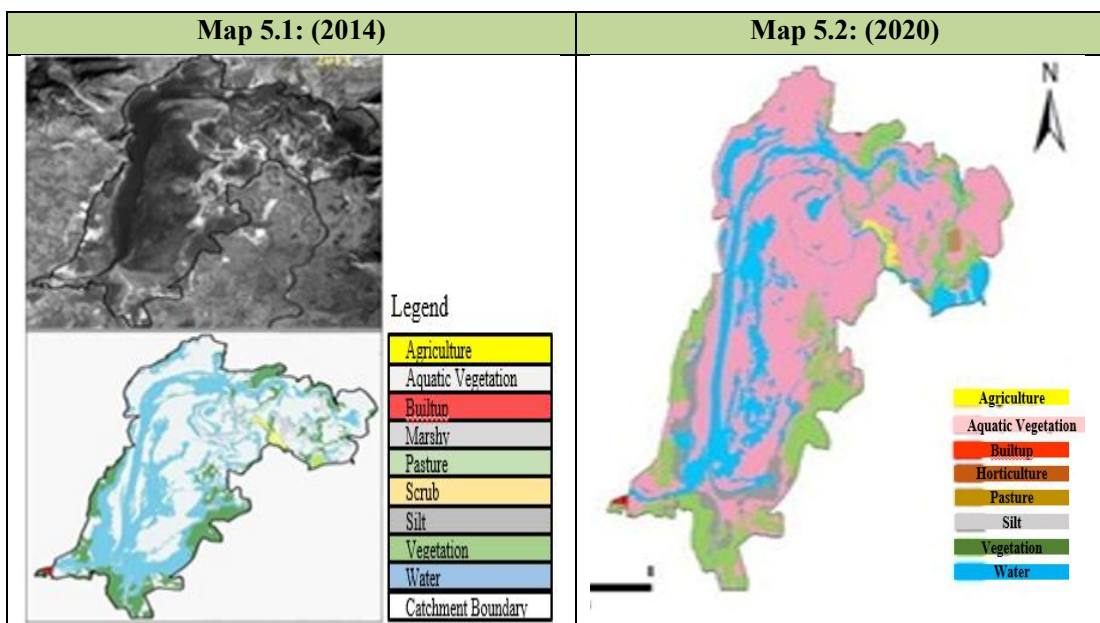 Map 5.1: (2014)
Map 5.2: (2020)
N
Legend
Agriculture
Aquatic Vegetation
Builtup
Marshy
Pasture
Scrub
Silt
Vegetation
Water
Catchment Boundary
Agriculture
Aquatic Vegetation
Builtup
Horticulture
Pasture
Silt
Vegetation
Water